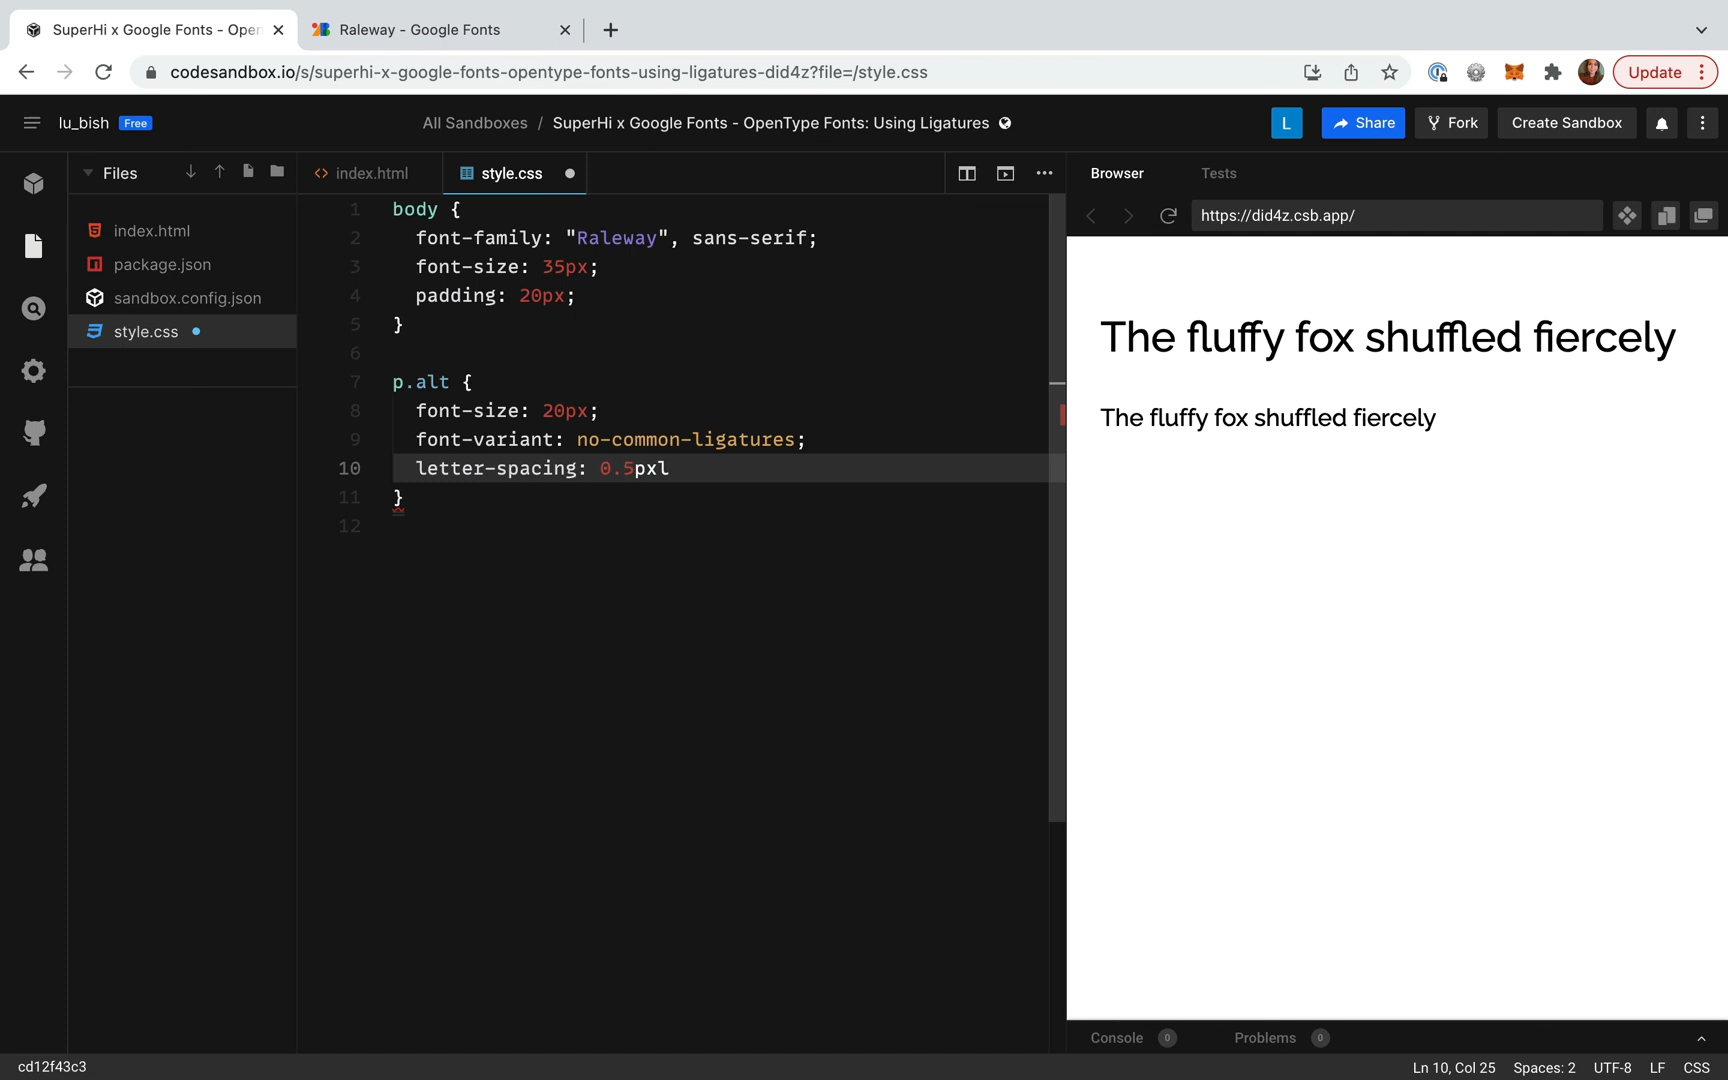 SuperHi x Google Fonts - Open
Raleway - Google Fonts
codesandbox.io/s/superhi-x-google-fonts-opentype-fonts-using-ligatures-did4z?file=/style.css
Update
lu_bish Free
All Sandboxes / SuperHi x Google Fonts - OpenType Fonts: Using Ligatures
L
Share
Fork
Create Sandbox
Files
index.html
package.json
sandbox.config.json
style.css
index.html
style.css
1 body {
2 font-family: "Raleway", sans-serif;
3 font-size: 35px;
4 padding: 20px;
5 }
6
7 p.alt {
8 font-size: 20px;
9 font-variant: no-common-ligatures;
10 letter-spacing: 0.5pxl
11 }
12
Browser
Tests
https://did4z.csb.app/
The fluffy fox shuffled fiercely
The fluffy fox shuffled fiercely
Console 0
Problems 0
cd12f43c3
Ln 10, Col 25 Spaces: 2 UTF-8 LF CSS